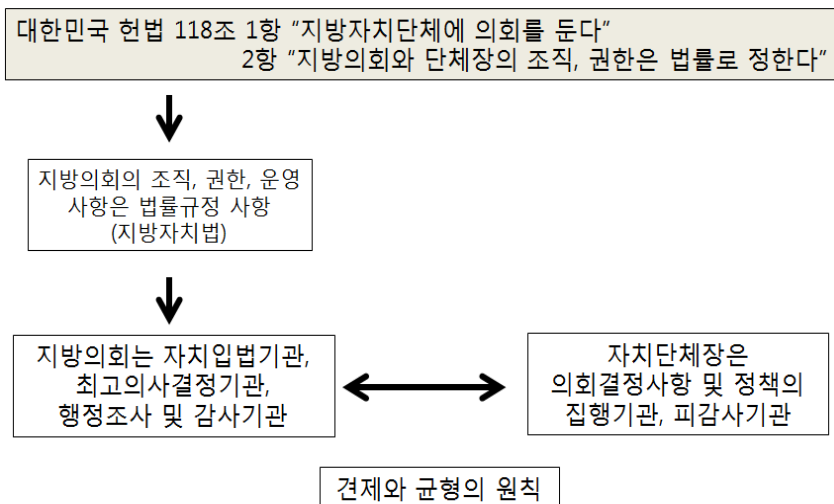 대한민국 헌법 118조 1항 “지방자치단체에 의회를 둔다”
2항 “지방의회와 단체장의 조직, 권한은 법률로 정한다”
지방의회의 조직, 권한, 운영
사항은 법률규정 사항
(지방자치법)
지방의회는 자치입법기관,
최고의사결정기관,
행정조사 및 감사기관
자치단체장은
의회결정사항 및 정책의
집행기관, 피감사기관
견제와 균형의 원칙